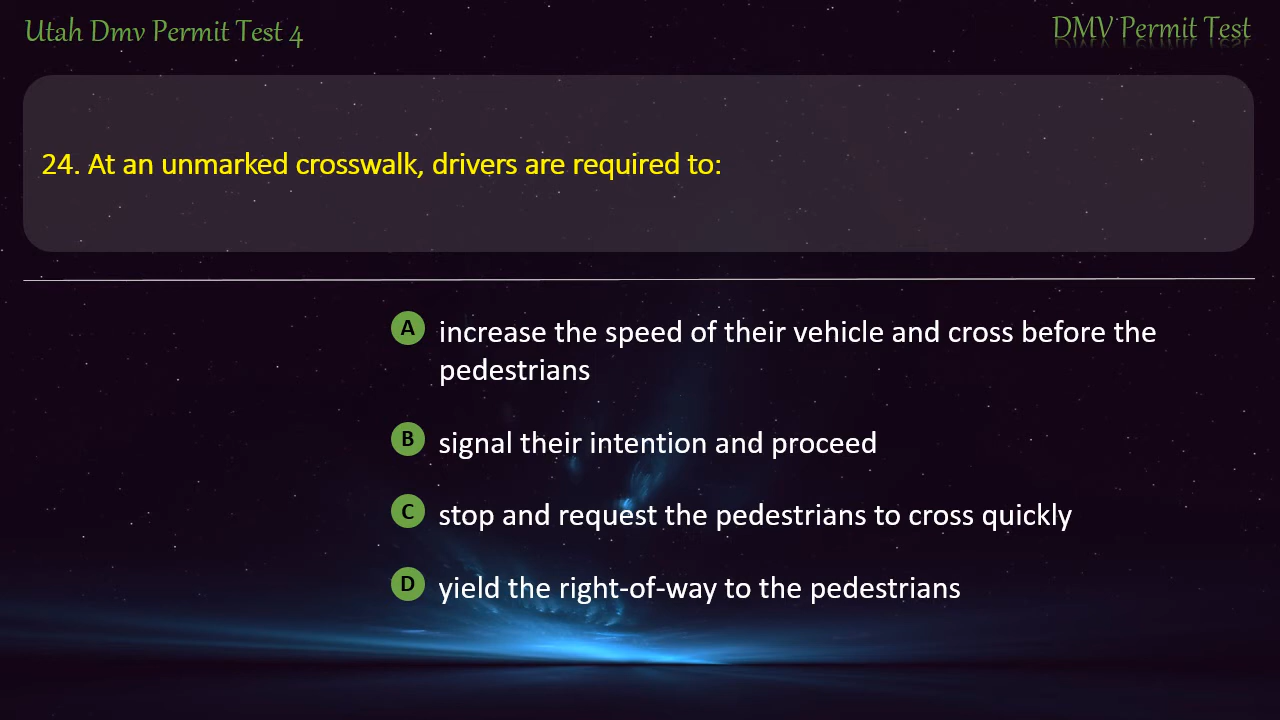 Utah Dmv Permit Test 4
DMV Permit Test
24. At an unmarked crosswalk, drivers are required to:
A increase the speed of their vehicle and cross before the
pedestrians
B signal their intention and proceed
C stop and request the pedestrians to cross quickly
D yield the right-of-way to the pedestrians